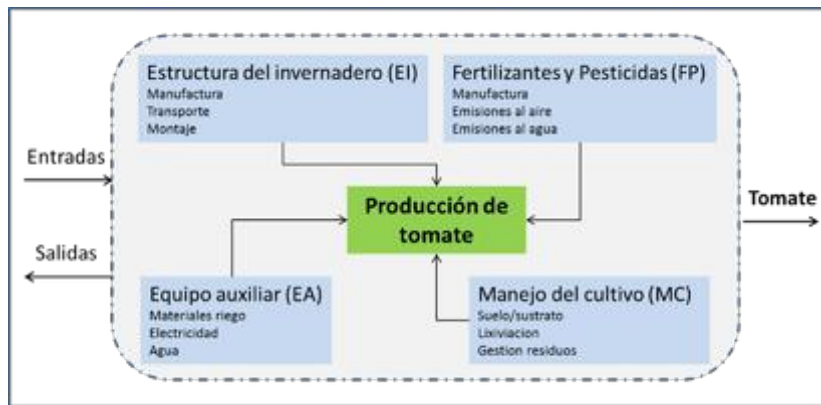 Estructura del invernadero (EI)
Manufactura
Transporte
Montaje
Fertilizantes y Pesticidas (FP)
Manufactura
Emisiones al aire
Emisiones al agua
Entradas
Salidas
Producción de
tomate
Tomate
Equipo auxiliar (EA)
Materiales riego
Electricidad
Agua
Manejo del cultivo (MC)
Suelo/sustrato
Lixiviacion
Gestion residuos